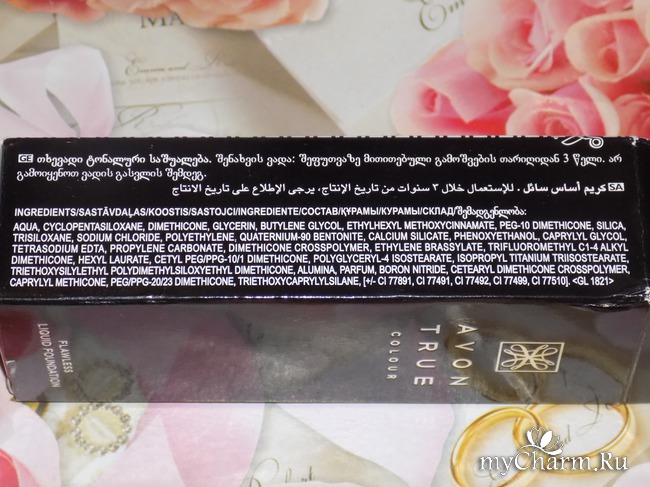 GE თხევადი ტონალური საშუალება. შენახვის ვადა: შეფუთვაზე მითითებული გამოშვების თარიღიდან 3 წელი. არ
გამოიყენოთ ვადის გასვლის შემდეგ.
SA كريم أساس سائل. للإستعمال خلال ٣ سنوات من تاريخ الإنتاج، يرجى الإطلاع على تاريخ الانتاج
INGREDIENTS/SASTĀVDAĻAS/KOOSTIS/SASTOJCI/INGREDIENTE/СОСТАВ/ҚҰРАМЫ/КУРАМЫ/СКЛАД/შემადგენლობა:
AQUA, CYCLOPENTASILOXANE, DIMETHICONE, GLYCERIN, BUTYLENE GLYCOL, ETHYLHEXYL METHOXYCINNAMATE, PEG-10 DIMETHICONE, SILICA,
TRISILOXANE, SODIUM CHLORIDE, POLYETHYLENE, QUATERNIUM-90 BENTONITE, CALCIUM SILICATE, PHENOXYETHANOL, CAPRYLYL GLYCOL,
TETRASODIUM EDTA, PROPYLENE CARBONATE, DIMETHICONE CROSSPOLYMER, ETHYLENE BRASSYLATE, TRIFLUOROMETHYL C1-4 ALKYL
DIMETHICONE, HEXYL LAURATE, CETYL PEG/PPG-10/1 DIMETHICONE, POLYGLYCERYL-4 ISOSTEARATE, ISOPROPYL TITANIUM TRIISOSTEARATE,
TRIETHOXYSILYLETHYL POLYDIMETHYLSILOXYETHYL DIMETHICONE, ALUMINA, PARFUM, BORON NITRIDE, CETEARYL DIMETHICONE CROSSPOLYMER,
CAPRYLYL METHICONE, PEG/PPG-20/23 DIMETHICONE, TRIETHOXYCAPRYLYLSILANE, [+/- CI 77891, CI 77491, CI 77492, CI 77499, CI 77510]. <GL 1821>
AVON
TRUE
COLOUR
FLAWLESS
LIQUID FOUNDATION
myCharm.Ru